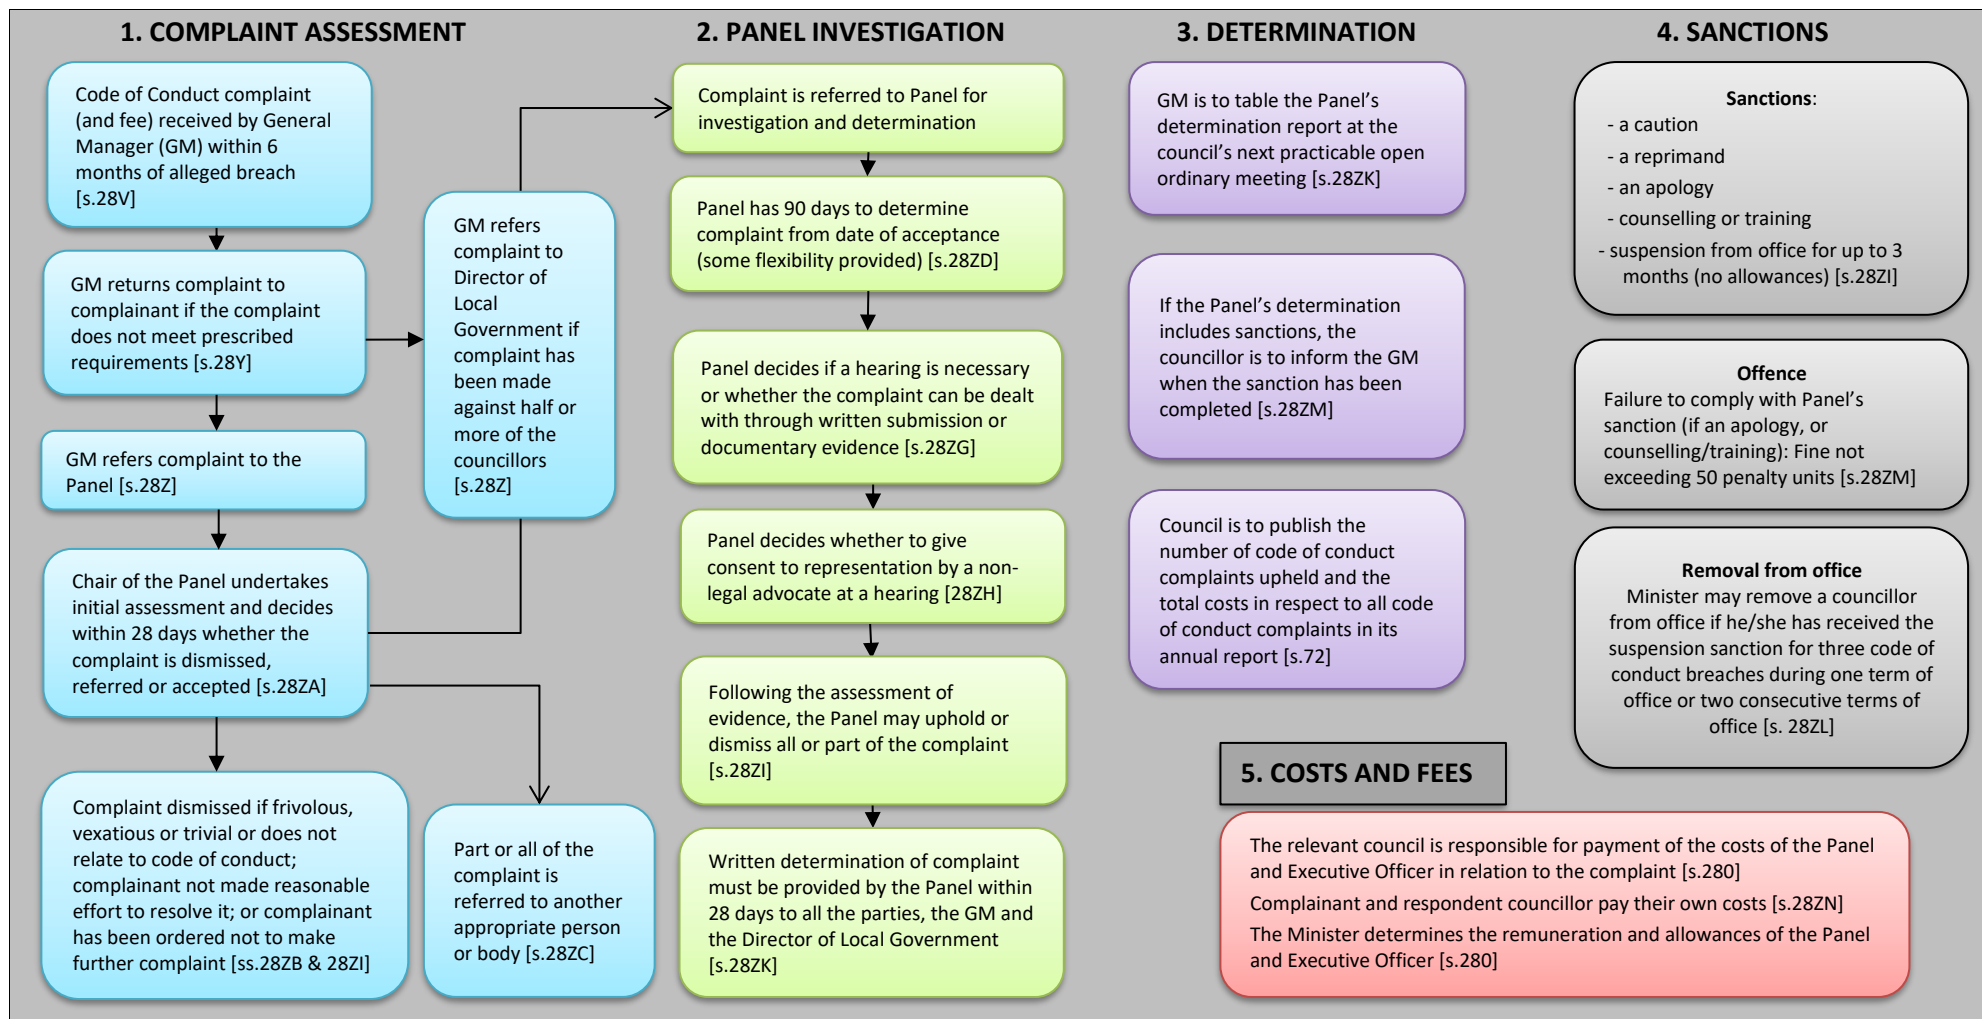 1. COMPLAINT ASSESSMENT
Code of Conduct complaint
(and fee) received by General
Manager (GM) within 6
months of alleged breach
[s.28V]
GM returns complaint to
complainant if the complaint
does not meet prescribed
requirements [s.28Y]
GM refers complaint to the
Panel [s.28Z]
Chair of the Panel undertakes
initial assessment and decides
within 28 days whether the
complaint is dismissed,
referred or accepted [s.28ZA]
Complaint dismissed if frivolous,
vexatious or trivial or does not
relate to code of conduct;
complainant not made reasonable
effort to resolve it; or complainant
has been ordered not to make
further complaint [ss.28ZB & 28ZI]
GM refers
complaint to
Director of
Local
Government if
complaint has
been made
against half or
more of the
councillors
[s.28Z]
Part or all of the
complaint is
referred to another
appropriate person
or body [s.28ZC]
2. PANEL INVESTIGATION
Complaint is referred to Panel for
investigation and determination
Panel has 90 days to determine
complaint from date of acceptance
(some flexibility provided) [s.28ZD]
Panel decides if a hearing is necessary
or whether the complaint can be dealt
with through written submission or
documentary evidence [s.28ZG]
Panel decides whether to give
consent to representation by a non-
legal advocate at a hearing [28ZH]
Following the assessment of
evidence, the Panel may uphold or
dismiss all or part of the complaint
[s.28ZI]
Written determination of complaint
must be provided by the Panel within
28 days to all the parties, the GM and
the Director of Local Government
[s.28ZK]
3. DETERMINATION
GM is to table the Panel’s
determination report at the
council’s next practicable open
ordinary meeting [s.28ZK]
If the Panel’s determination
includes sanctions, the
councillor is to inform the GM
when the sanction has been
completed [s.28ZM]
Council is to publish the
number of code of conduct
complaints upheld and the
total costs in respect to all code
of conduct complaints in its
annual report [s.72]
4. SANCTIONS
Sanctions:
- a caution
- a reprimand
- an apology
- counselling or training
- suspension from office for up to 3
months (no allowances) [s.28ZI]
Offence
Failure to comply with Panel’s
sanction (if an apology, or
counselling/training): Fine not
exceeding 50 penalty units [s.28ZM]
Removal from office
Minister may remove a councillor
from office if he/she has received the
suspension sanction for three code of
conduct breaches during one term of
office or two consecutive terms of
office [s. 28ZL]
5. COSTS AND FEES
The relevant council is responsible for payment of the costs of the Panel
and Executive Officer in relation to the complaint [s.280]
Complainant and respondent councillor pay their own costs [s.28ZN]
The Minister determines the remuneration and allowances of the Panel
and Executive Officer [s.280]